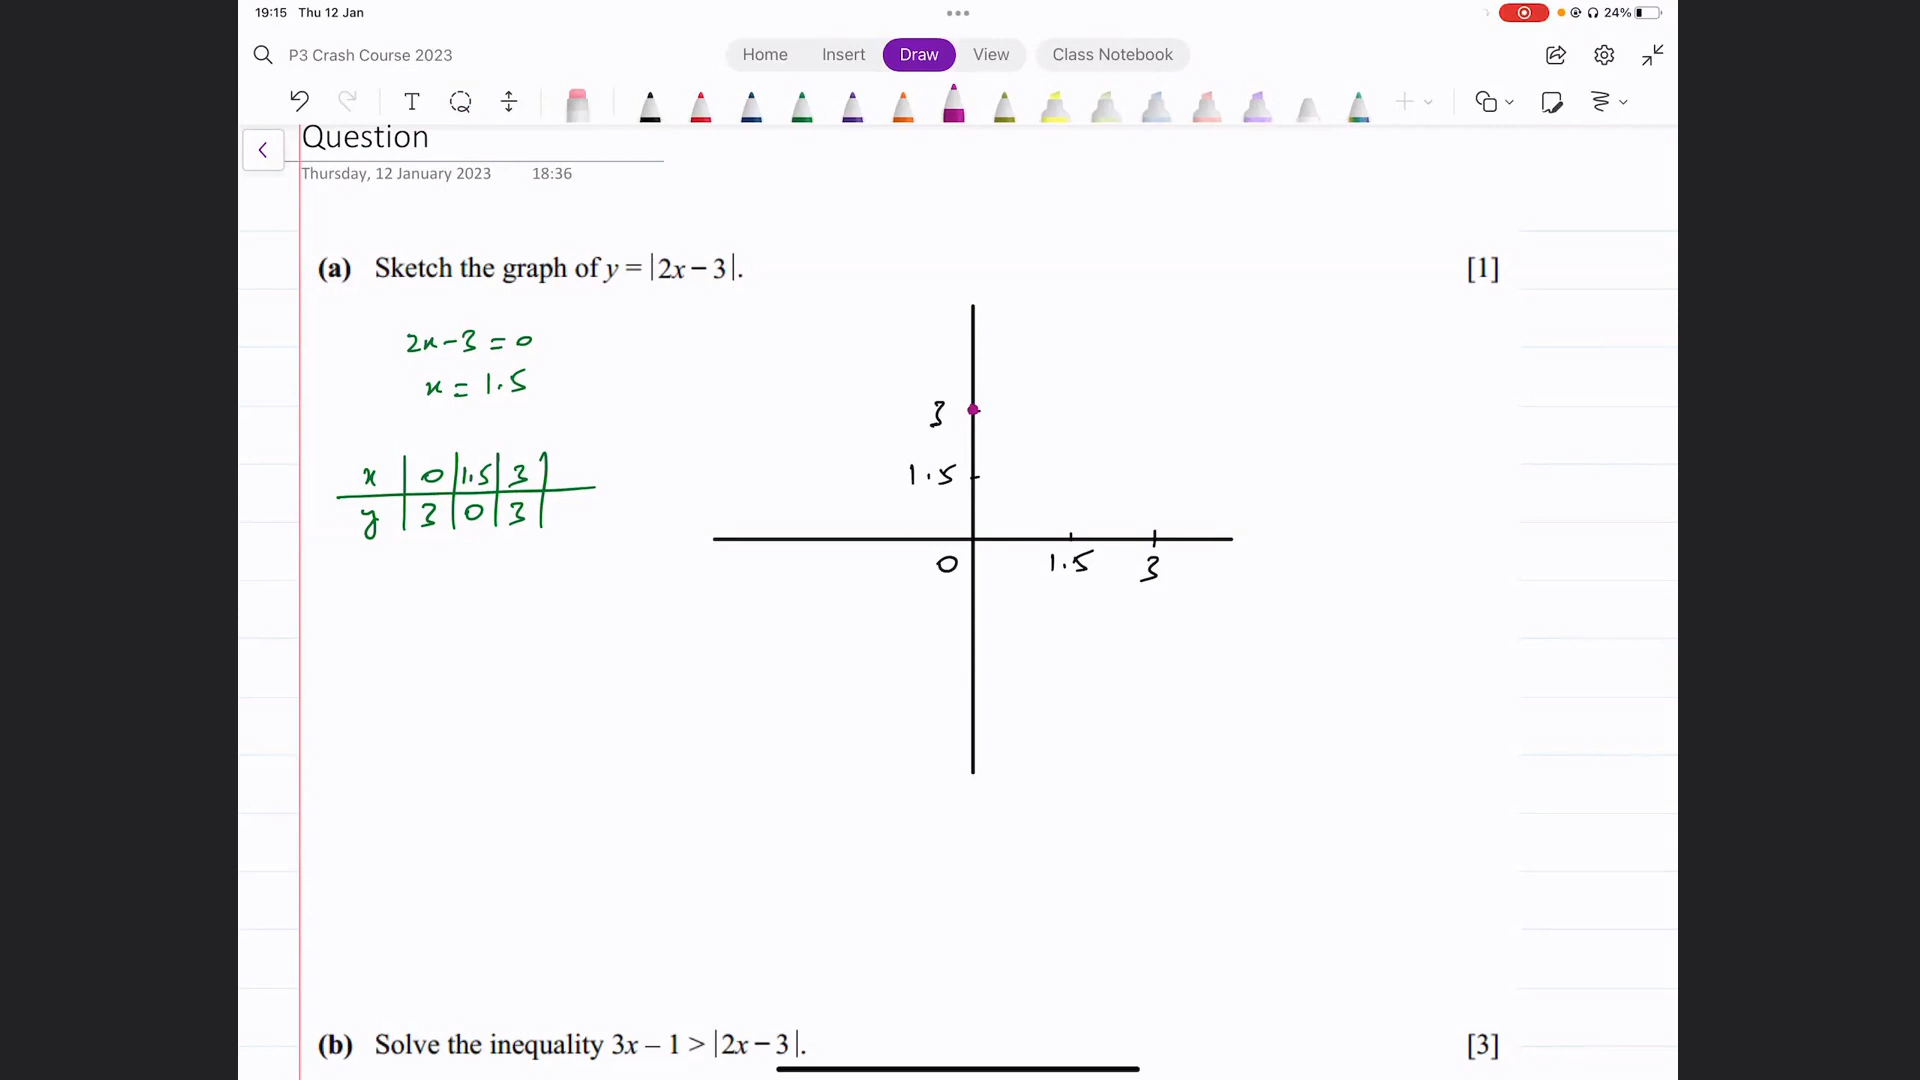 19:15 Thu 12 Jan
24%
P3 Crash Course 2023
Home Insert Draw View Class Notebook
T
Question
Thursday, 12 January 2023 18:36
(a) Sketch the graph of y = |2x − 3|. [1]
2x − 3 = 0
x = 1.5
x | 0 | 1.5 | 3 |
y | 3 | 0 | 3 |
3
1.5
0 1.5 3
(b) Solve the inequality 3x − 1 > |2x − 3|. [3]